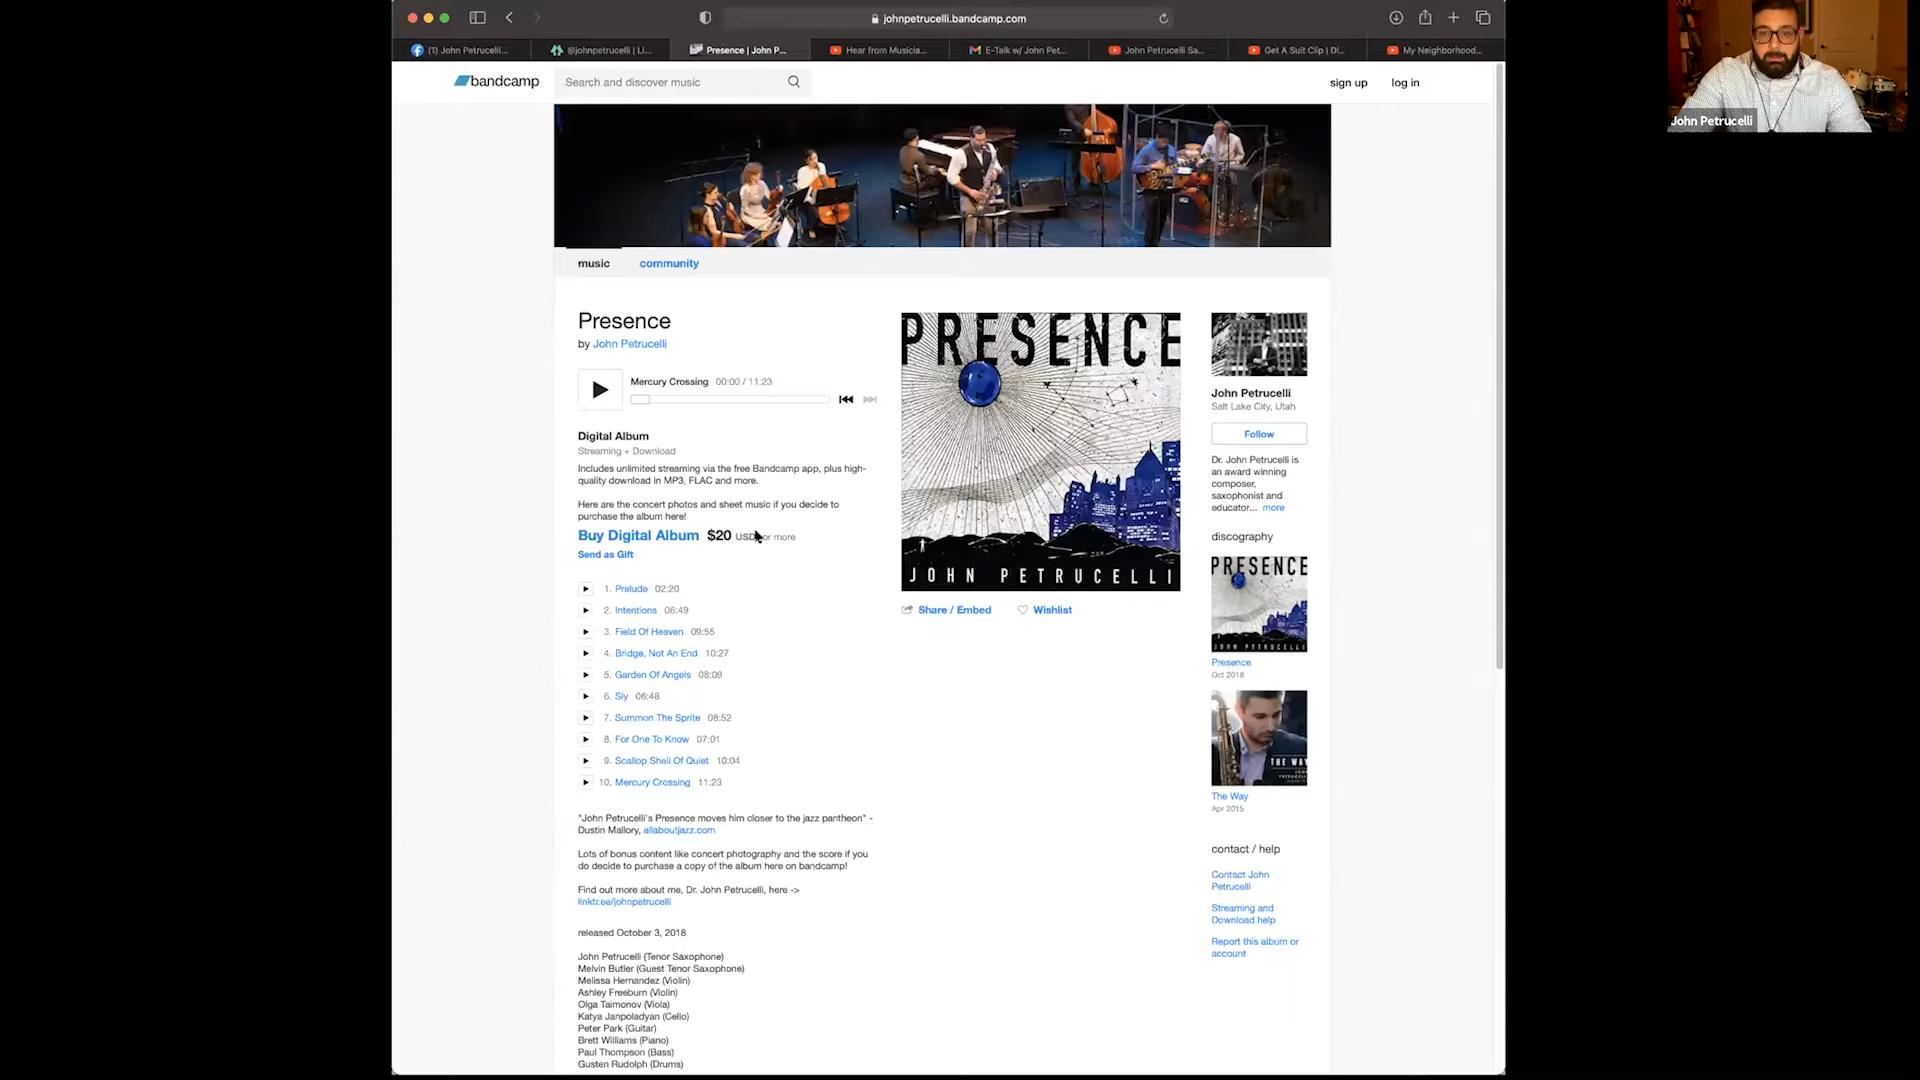 johnpetrucelli.bandcamp.com
(1) John Petrucelli...
@johnpetrucelli | Li...
Presence | John P...
Hear from Musicia...
E-Talk w/ John Pet...
John Petrucelli Sa...
Get A Suit Clip | Di...
My Neighborhood...
bandcamp
Search and discover music
sign up
log in
John Petrucelli
music
community
Presence
by John Petrucelli
Mercury Crossing 00:00 / 11:23
Digital Album
Streaming + Download
Includes unlimited streaming via the free Bandcamp app, plus high-
quality download in MP3, FLAC and more.
Here are the concert photos and sheet music if you decide to
purchase the album here!
Buy Digital Album $20 USD or more
Send as Gift
1. Prelude 02:20
2. Intentions 06:49
3. Field Of Heaven 09:55
4. Bridge, Not An End 10:27
5. Garden Of Angels 08:09
6. Sly 06:48
7. Summon The Sprite 08:52
8. For One To Know 07:01
9. Scallop Shell Of Quiet 10:04
10. Mercury Crossing 11:23
"John Petrucelli's Presence moves him closer to the jazz pantheon" -
Dustin Mallory, allaboutjazz.com
Lots of bonus content like concert photography and the score if you
do decide to purchase a copy of the album here on bandcamp!
Find out more about me, Dr. John Petrucelli, here ->
linktr.ee/johnpetrucelli
released October 3, 2018
John Petrucelli (Tenor Saxophone)
Melvin Butler (Guest Tenor Saxophone)
Melissa Hernandez (Violin)
Ashley Freeburn (Violin)
Olga Taimonov (Viola)
Katya Janpoladyan (Cello)
Peter Park (Guitar)
Brett Williams (Piano)
Paul Thompson (Bass)
Gusten Rudolph (Drums)
PRESENCE
JOHN PETRUCELLI
Share / Embed
Wishlist
John Petrucelli
Salt Lake City, Utah
Follow
Dr. John Petrucelli is
an award winning
composer,
saxophonist and
educator... more
discography
PRESENCE
JOHN PETRUCELLI
Presence
Oct 2018
THE WAY
The Way
Apr 2015
contact / help
Contact John
Petrucelli
Streaming and
Download help
Report this album or
account